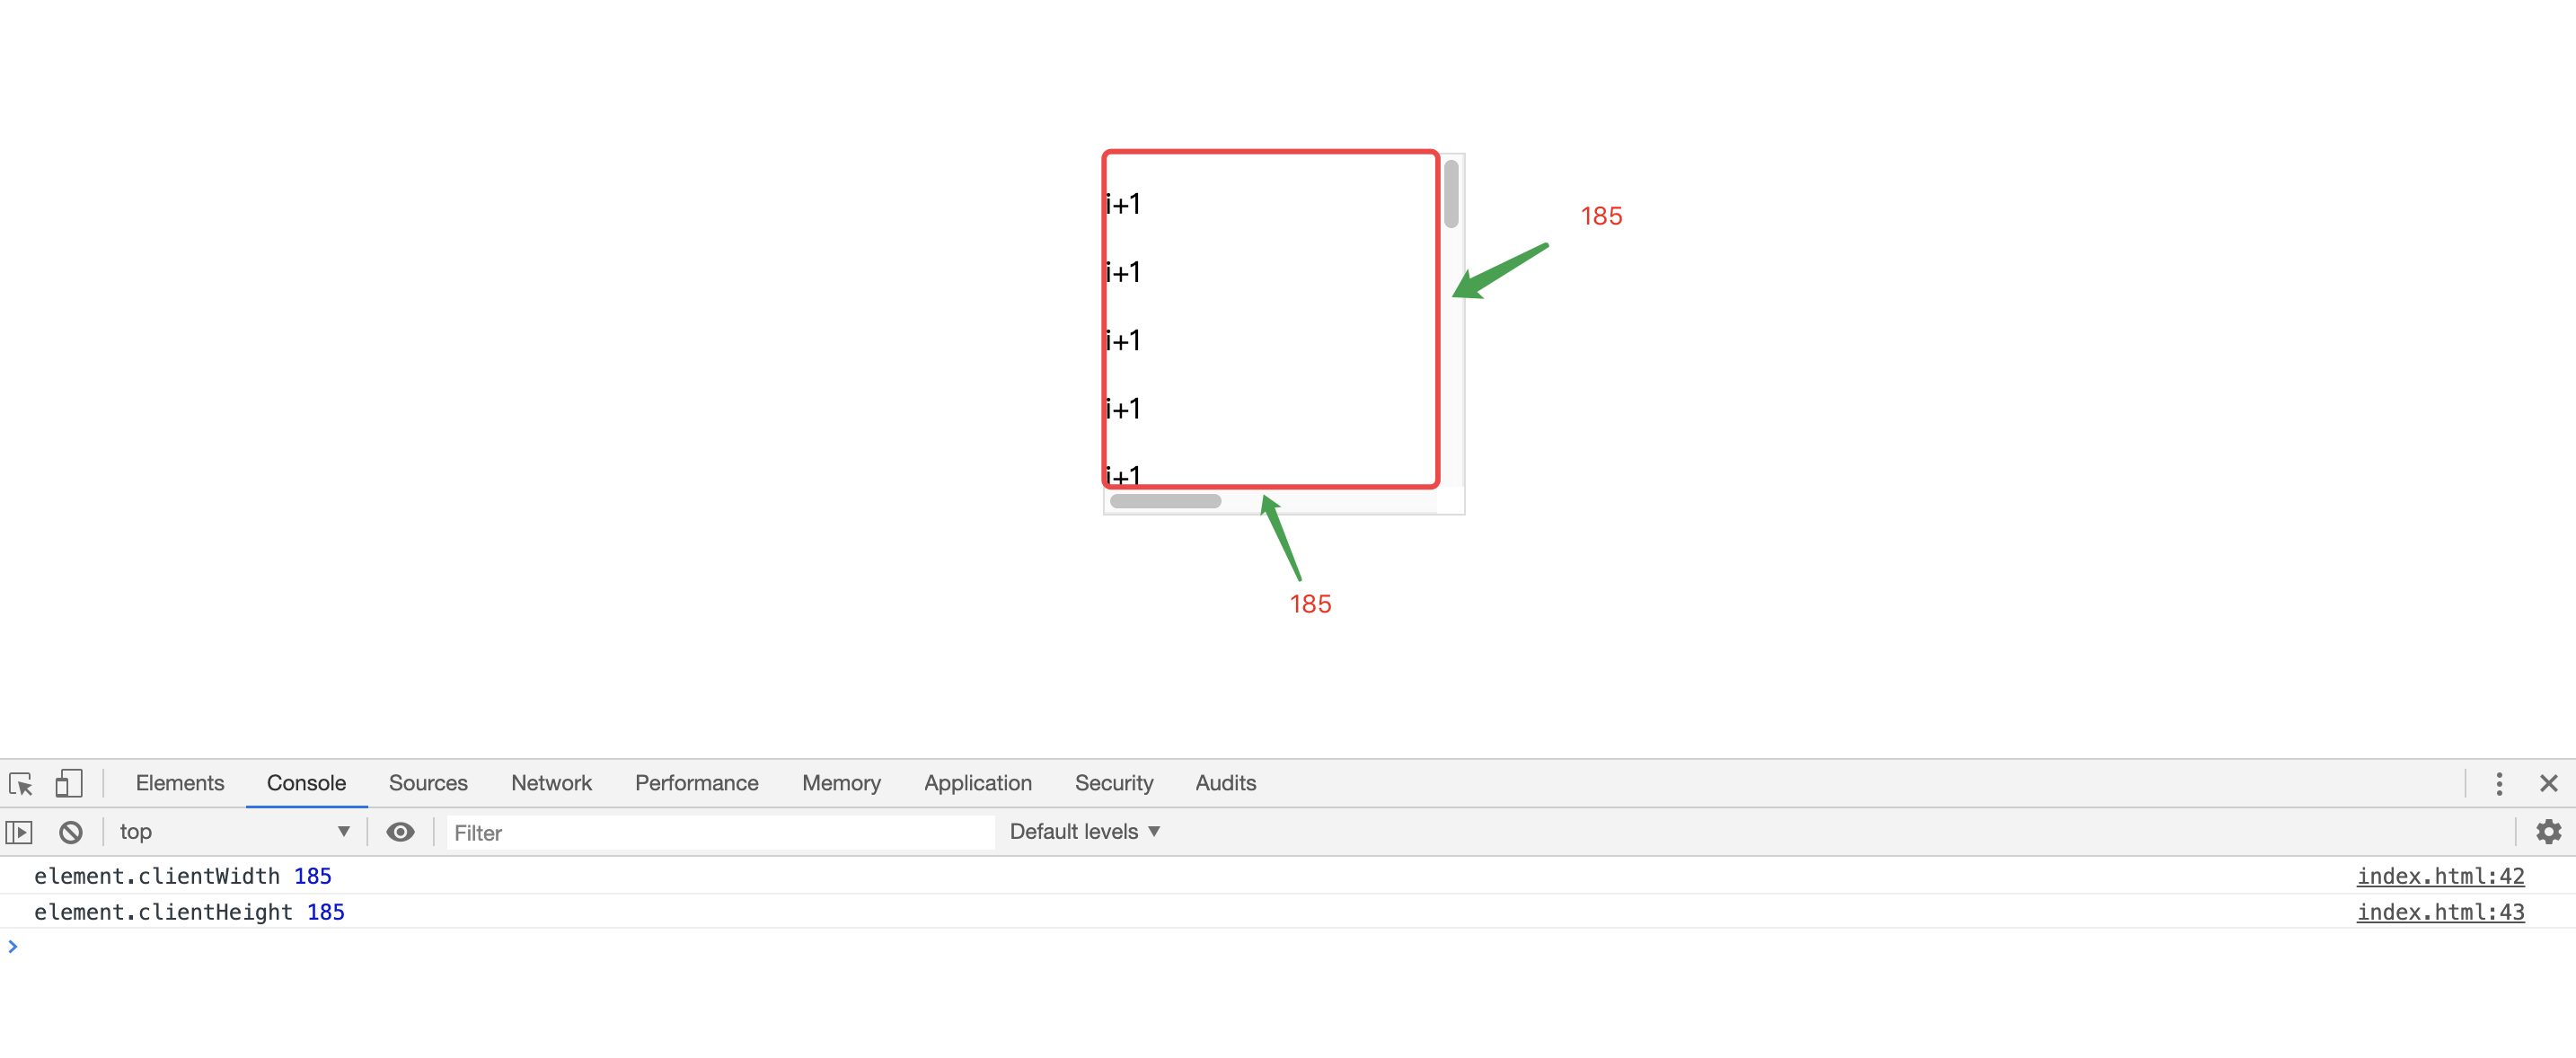 i+1
185
i+1
i+1
i+1
i+1
185
Elements Console Sources Network Performance Memory Application Security Audits
top Filter Default levels
element.clientWidth 185 index.html:42
element.clientHeight 185 index.html:43